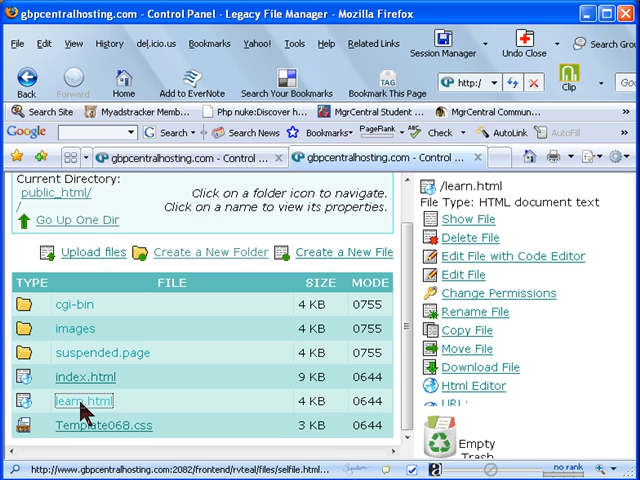 gbpcentralhosting.com - Control Panel - Legacy File Manager - Mozilla Firefox
File Edit View Go Bookmarks Yahoo! Tools Help Related Links Session Manager Undo Close Search Grou
History del.icio.us
Back Forward Home Add to EverNote Search Your Bookmarks Bookmark This Page http:/ Clip Goo
Search Site Myadstracker Member... Php nuke:Discover h... MgrCentral Student ... MgrCentral Commun...
Google Search Search News Bookmarks PageRank Check AutoLink AutoFill
gbpcentralhosting.com - Control ... gbpcentralhosting.com - Control ...
Current Directory:
public_html/
/
Go Up One Dir
Click on a folder icon to navigate.
Click on a name to view its properties.
Upload files Create a New Folder Create a New File
TYPE FILE SIZE MODE
cgi-bin 4 KB 0755
images 4 KB 0755
suspended.page 4 KB 0755
index.html 9 KB 0644
learn.html 4 KB 0644
Template068.css 3 KB 0644
/learn.html
File Type: HTML document text
Show File
Delete File
Edit File with Code Editor
Edit File
Change Permissions
Rename File
Copy File
Move File
Download File
Html Editor
URL:
Empty
Trash
http://www.gbpcentralhosting.com:2082/frontend/rvteal/files/selfile.html... no rank